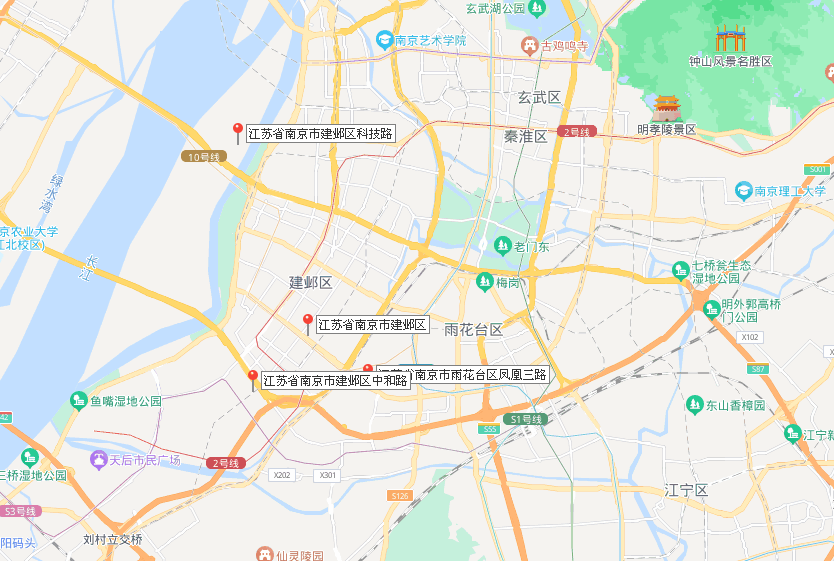 玄武湖公园
南京艺术学院
古鸡鸣寺
钟山风景名胜区
玄武区
明孝陵景区
江苏省南京市建邺区科技路
秦淮区
2号线
10号线
S001
绿水湾
南京理工大学
京农业大学
江北校区)
老门东
长江
七桥瓮生态
湿地公园
建邺区
梅岗
明外郭高桥
门公园
江苏省南京市建邺区
雨花台区
X102
S87
江苏省南京市建邺区中和路
南京市雨花台区凤凰三路
鱼嘴湿地公园
东山香樟园
42
S1号线
S55
江宁新
三桥湿地公园
天后市民广场
2号线
X202
X301
江宁区
S126
S3号线
刘村立交桥
阳码头
仙灵陵园